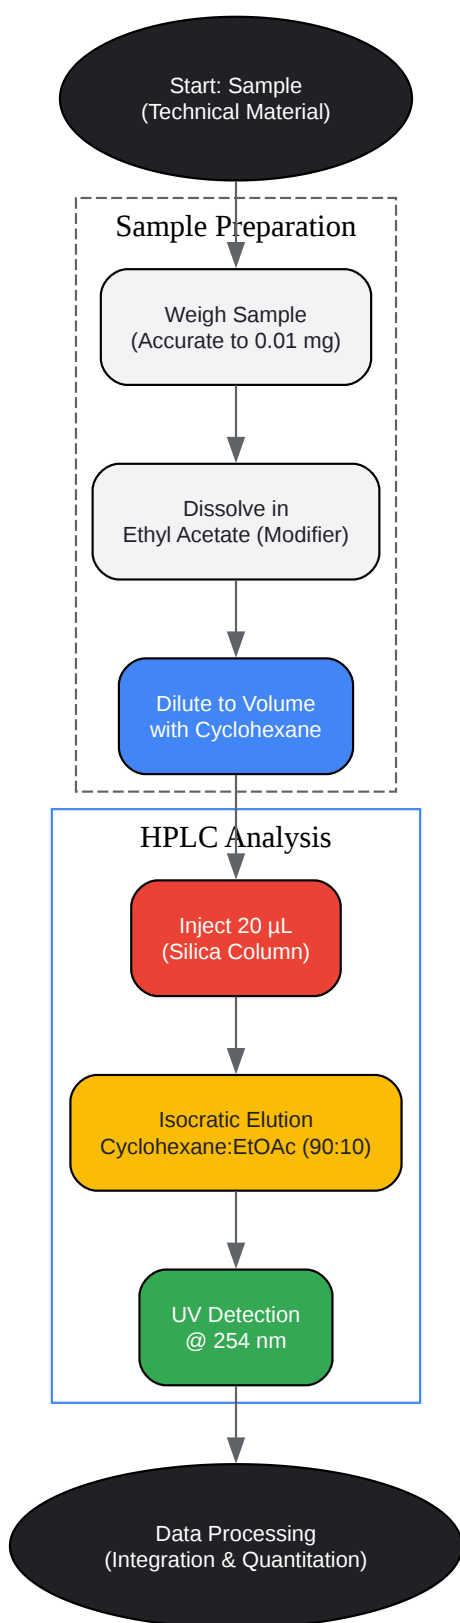 Start: Sample
(Technical Material)
Sample Preparation
Weigh Sample
(Accurate to 0.01 mg)
Dissolve in
Ethyl Acetate (Modifier)
Dilute to Volume
with Cyclohexane
HPLC Analysis
Inject 20 µL
(Silica Column)
Isocratic Elution
Cyclohexane:EtOAc (90:10)
UV Detection
@ 254 nm
Data Processing
(Integration & Quantitation)